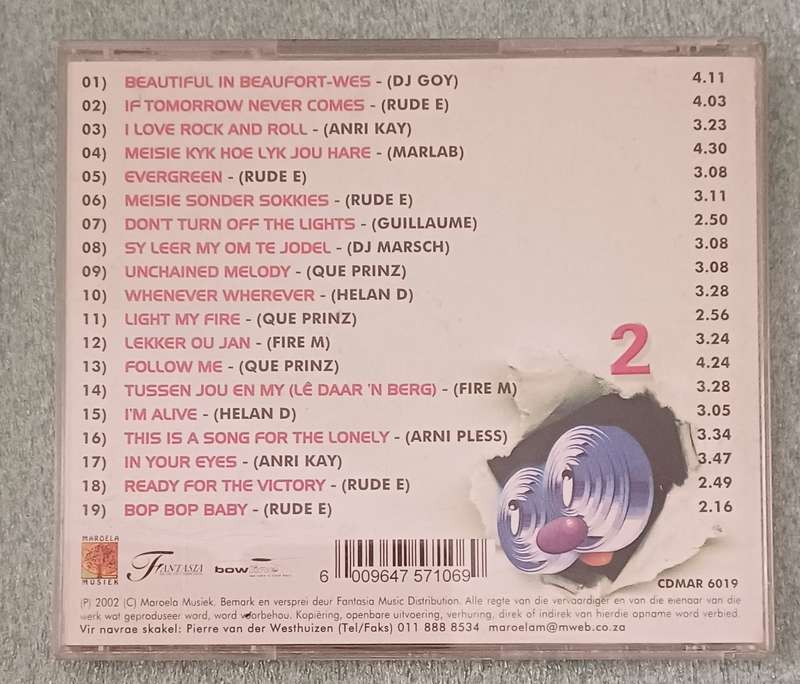 01) BEAUTIFUL IN BEAUFORT-WES - (DJ GOY) 4.11
02) IF TOMORROW NEVER COMES - (RUDE E) 4.03
03) I LOVE ROCK AND ROLL - (ANRI KAY) 3.23
04) MEISIE KYK HOE LYK JOU HARE - (MARLAB) 4.30
05) EVERGREEN - (RUDE E) 3.08
06) MEISIE SONDER SOKKIES - (RUDE E) 3.11
07) DON'T TURN OFF THE LIGHTS - (GUILLAUME) 2.50
08) SY LEER MY OM TE JODEL - (DJ MARSCH) 3.08
09) UNCHAINED MELODY - (QUE PRINZ) 3.08
10) WHENEVER WHEREVER - (HELAN D) 3.28
11) LIGHT MY FIRE - (QUE PRINZ) 2.56
12) LEKKER OU JAN - (FIRE M) 3.24
13) FOLLOW ME - (QUE PRINZ) 4.24
14) TUSSEN JOU EN MY (LÊ DAAR 'N BERG) - (FIRE M) 3.28
15) I'M ALIVE - (HELAN D) 3.05
16) THIS IS A SONG FOR THE LONELY - (ARNI PLESS) 3.34
17) IN YOUR EYES - (ANRI KAY) 3.47
18) READY FOR THE VICTORY - (RUDE E) 2.49
19) BOP BOP BABY - (RUDE E) 2.16
2
MAROELA
MUSIEK
FANTASIA
bow
6 009647 571069
CDMAR 6019
(P) 2002 (C) Maroela Musiek. Bemark en versprei deur Fantasia Music Distribution. Alle regte van die vervaardiger en van die eienaar van die
werk wat geproduseer word, word voorbehou. Kopiëring, openbare uitvoering, verhuring, direk of indirek van hierdie opname word verbied.
Vir navrae skakel: Pierre van der Westhuizen (Tel/Faks) 011 888 8534 maroelam@mweb.co.za